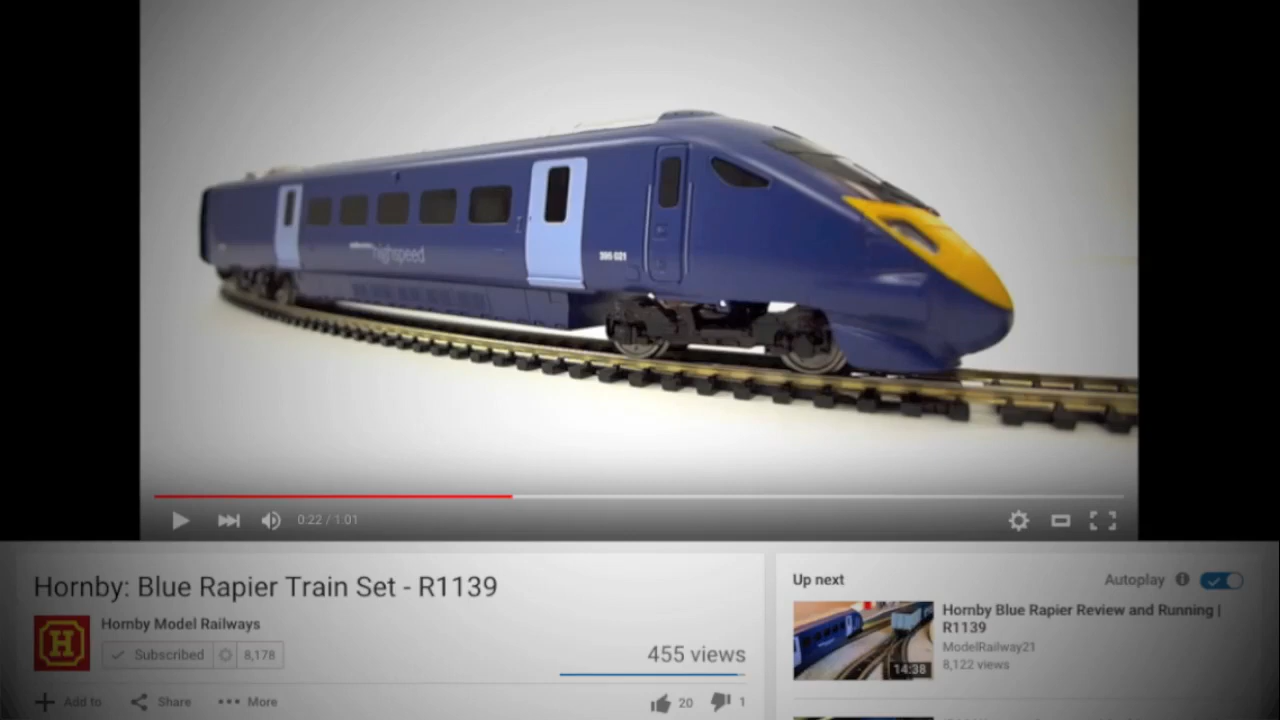 highspeed
395 021
0:22 / 1:01
Hornby: Blue Rapier Train Set - R1139
H
Hornby Model Railways
Subscribed
8,178
455 views
Add to
Share
More
20
1
Up next
Autoplay
Hornby Blue Rapier Review and Running |
R1139
ModelRailway21
8,122 views
14:38